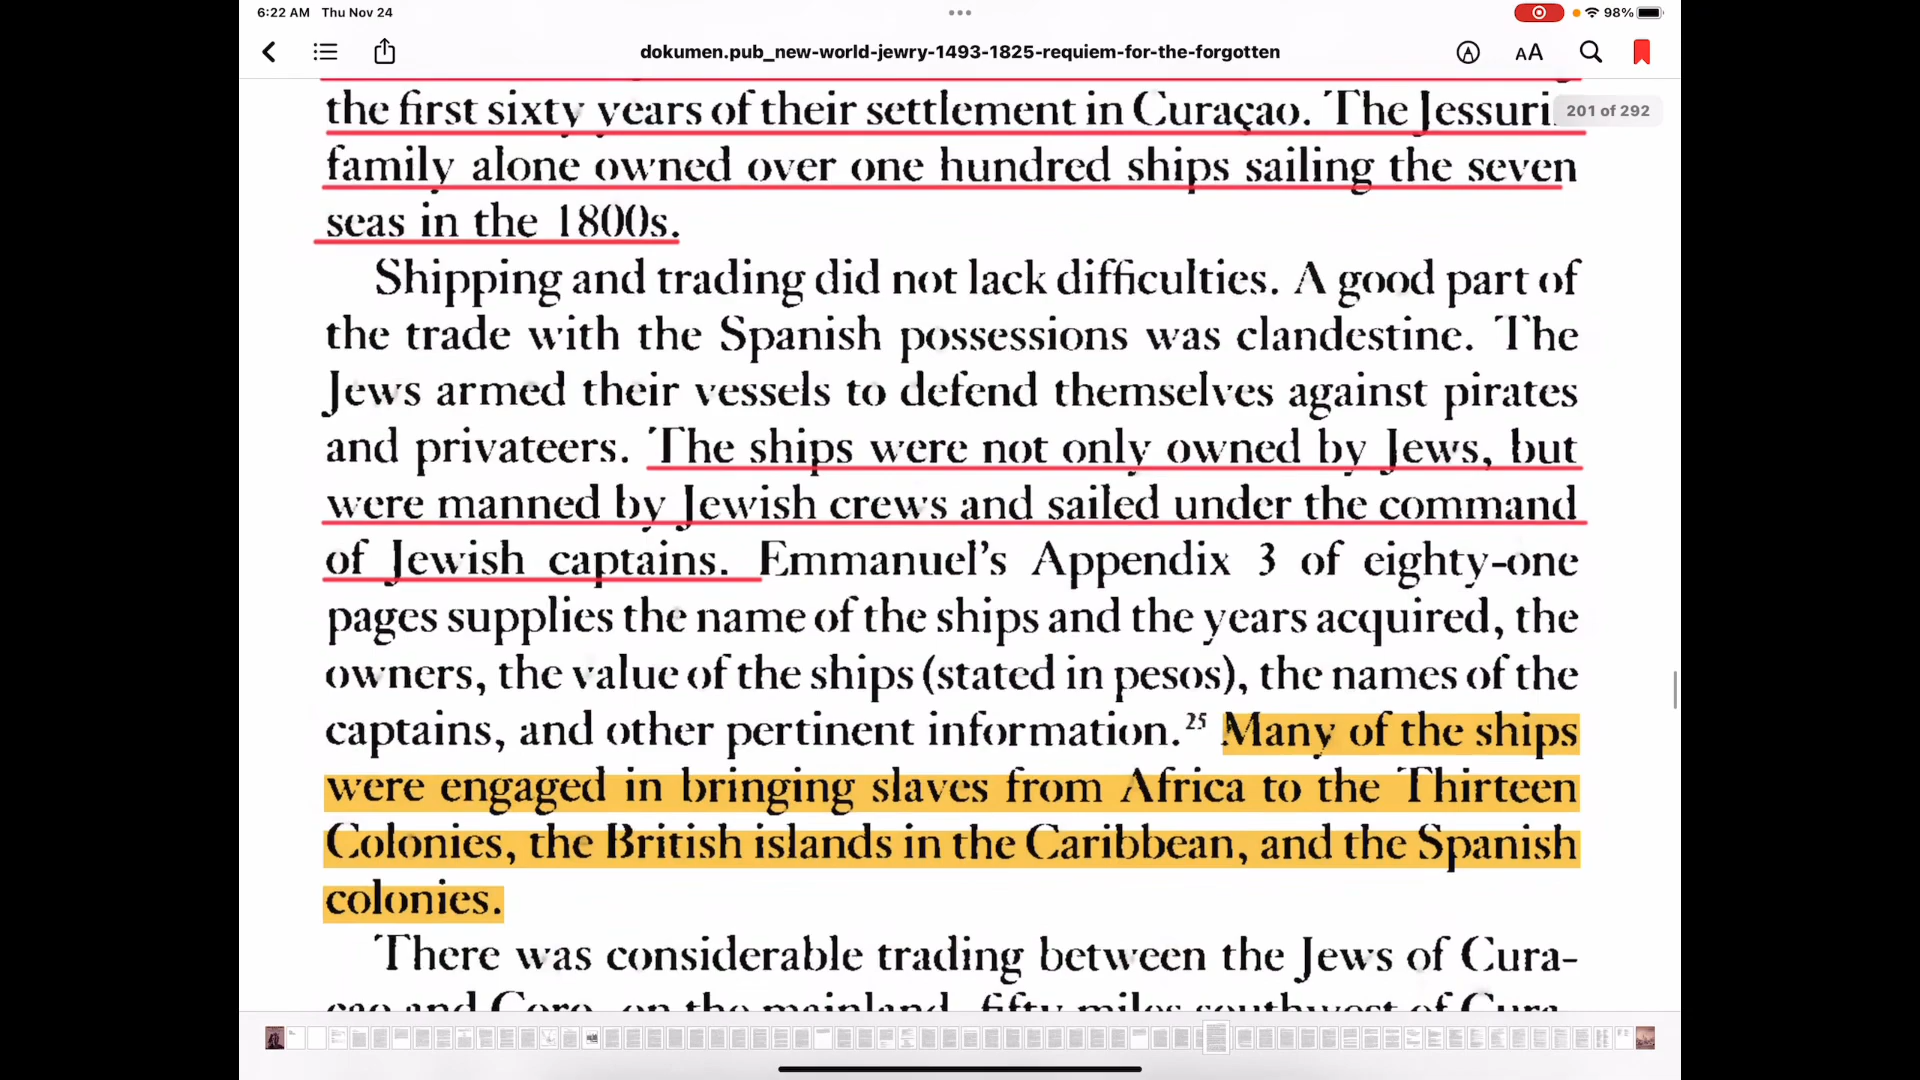 6:22 AM Thu Nov 24
98%
dokumen.pub_new-world-jewry-1493-1825-requiem-for-the-forgotten
AA
201 of 292
the first sixty years of their settlement in Curaçao. The
family alone owned over one hundred ships sailing the seven
seas in the 1800s.
Shipping and trading did not lack difficulties. A good part of
the trade with the Spanish possessions was clandestine. The
Jews armed their vessels to defend themselves against pirates
and privateers. The ships were not only owned by Jews, but
were manned by Jewish crews and sailed under the command
of Jewish captains. Emmanuel's Appendix 3 of eighty-one
pages supplies the name of the ships and the years acquired, the
owners, the value of the ships (stated in pesos), the names of the
captains, and other pertinent information.25 Many of the ships
were engaged in bringing slaves from Africa to the Thirteen
Colonies, the British islands in the Caribbean, and the Spanish
colonies.
There was considerable trading between the Jews of Cura-